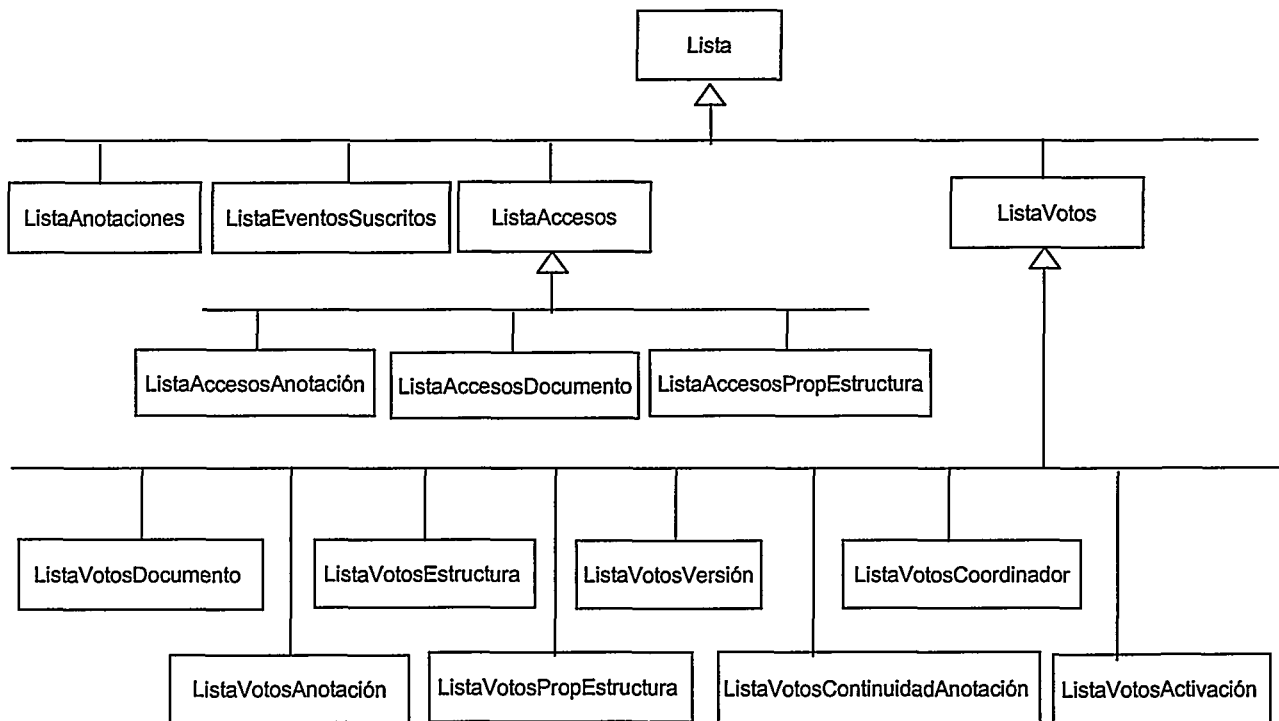 Lista
ListaAnotaciones
ListaEventosSuscritos
ListaAccesos
ListaVotos
ListaAccesosAnotación
ListaAccesosDocumento
ListaAccesosPropEstructura
ListaVotosDocumento
ListaVotosEstructura
ListaVotosVersión
ListaVotosCoordinador
ListaVotosAnotación
ListaVotosPropEstructura
ListaVotosContinuidadAnotación
ListaVotosActivación